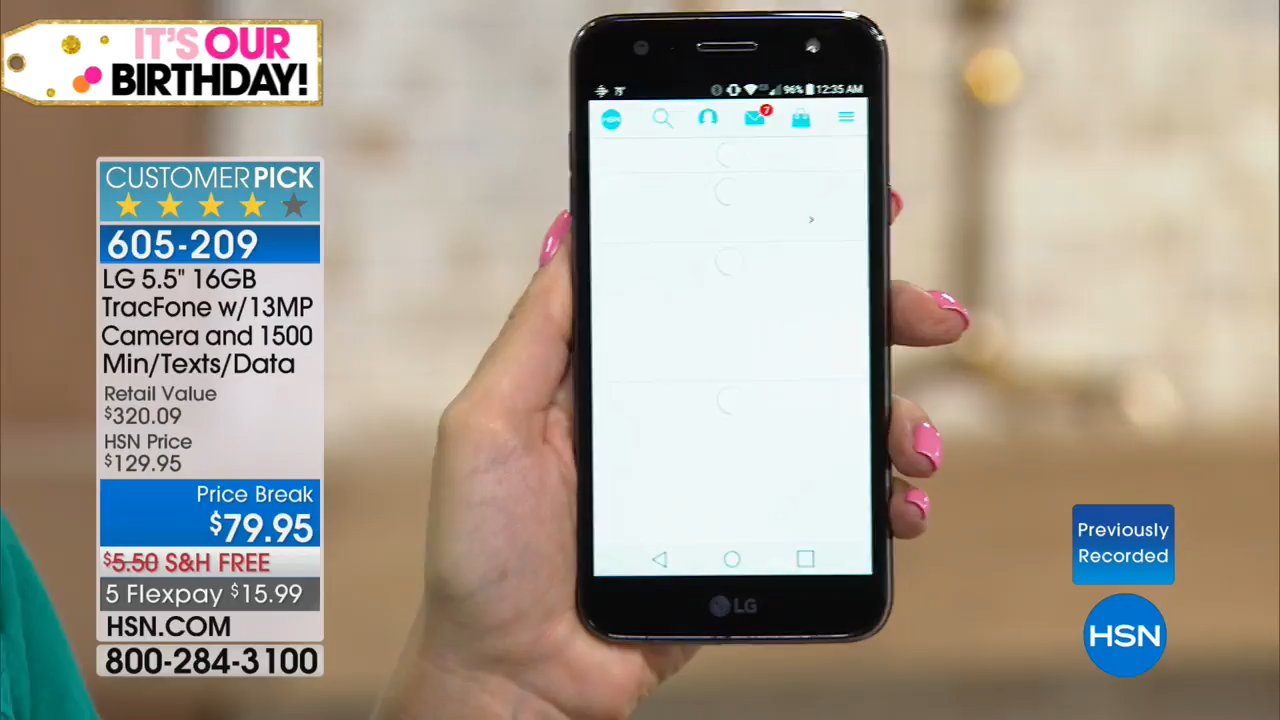 IT'S OUR
BIRTHDAY!
CUSTOMER PICK
605-209
LG 5.5" 16GB
TracFone w/13MP
Camera and 1500
Min/Texts/Data
Retail Value
$320.09
HSN Price
$129.95
Price Break
$79.95
$5.50 S&H FREE
5 Flexpay $15.99
HSN.COM
800-284-3100
75°
96% 12:35 AM
HSN
7
>
LG
Previously
Recorded
HSN